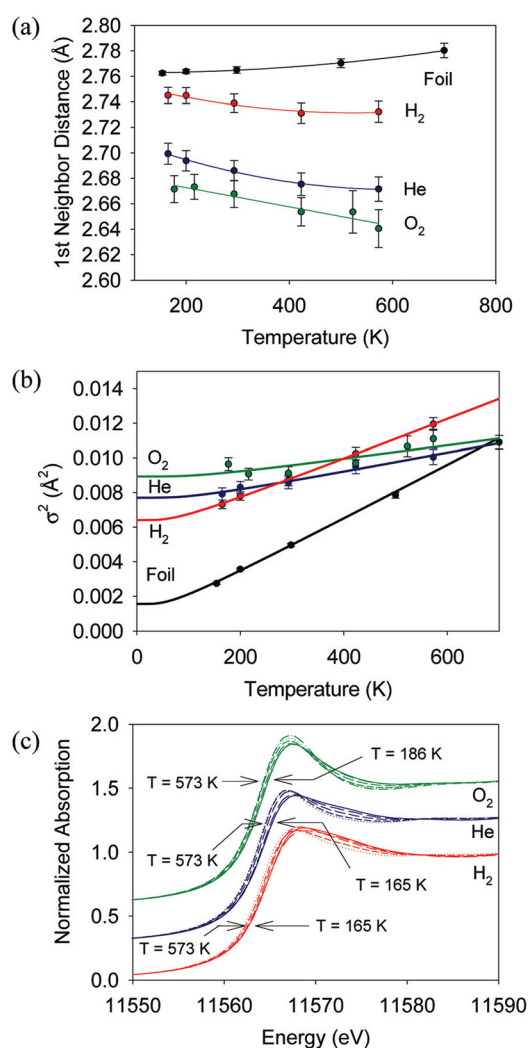 (a)
1st Neighbor Distance (Å)
2.80
2.78
2.76
2.74
2.72
2.70
2.68
2.66
2.64
2.62
2.60
Foil
H2
He
O2
200 400 600 800
Temperature (K)
(b)
σ² (Å²)
0.014
0.012
0.010
0.008
0.006
0.004
0.002
0.000
O2
He
H2
Foil
0 200 400 600
Temperature (K)
(c)
Normalized Absorption
2.0
1.5
1.0
0.5
0.0
T = 573 K
T = 186 K
O2
T = 573 K
He
T = 165 K
H2
T = 573 K
T = 165 K
11550 11560 11570 11580 11590
Energy (eV)